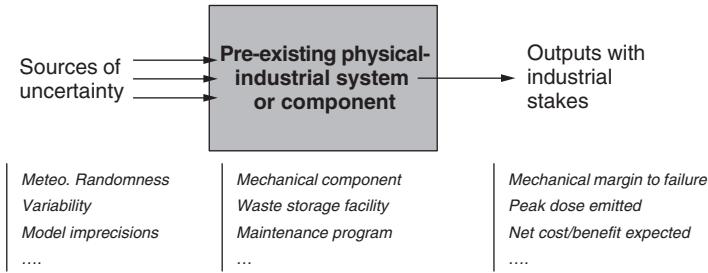 Sources of
uncertainty
Pre-existing physical-
industrial system
or component
Outputs with
industrial
stakes
Meteo. Randomness
Variability
Model imprecisions
....
Mechanical component
Waste storage facility
Maintenance program
...
Mechanical margin to failure
Peak dose emitted
Net cost/benefit expected
....